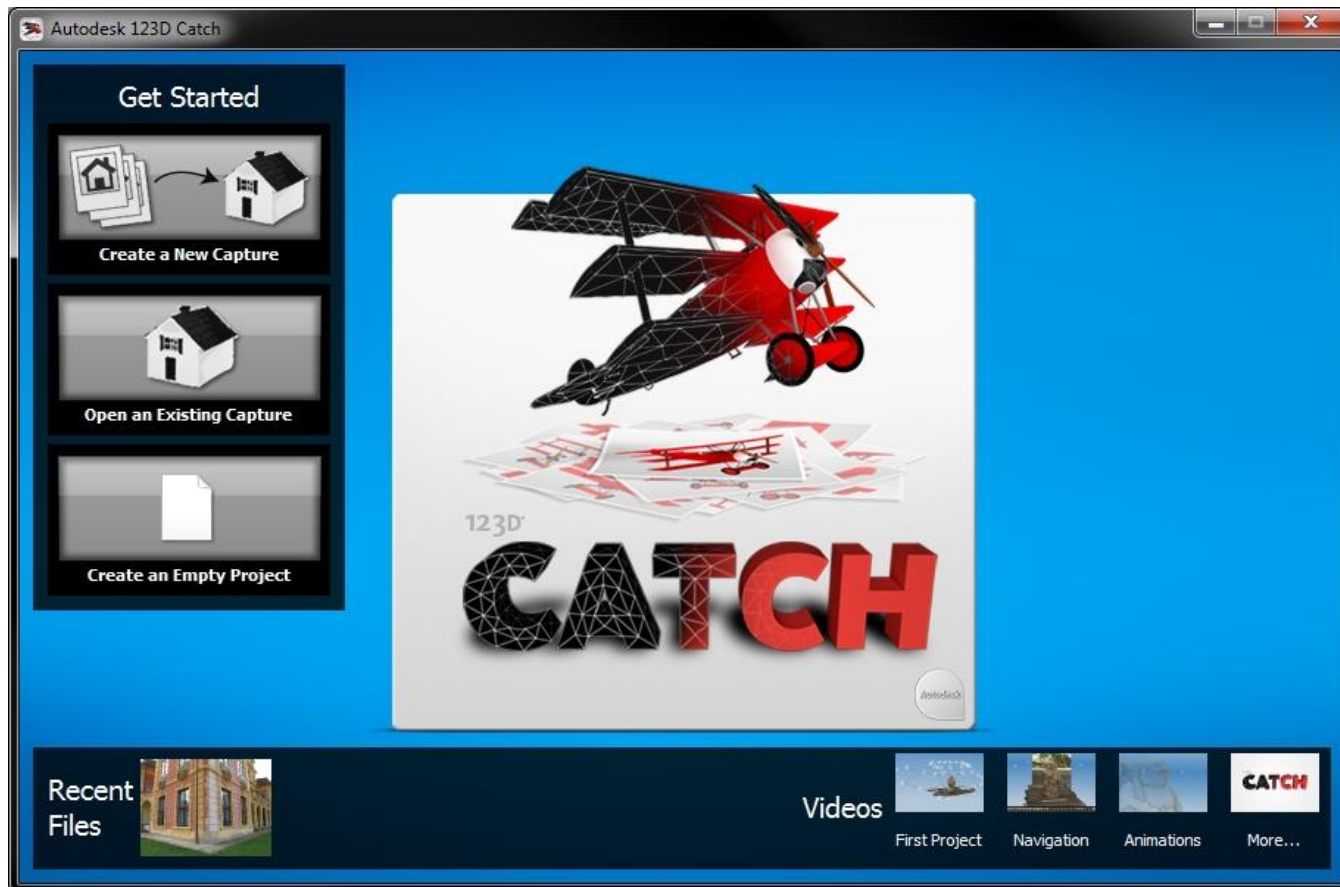 Autodesk 123D Catch
Get Started
Create a New Capture
Open an Existing Capture
Create an Empty Project
123D
CATCH
Autodesk
Recent
Files
Videos
CATCH
First Project
Navigation
Animations
More...